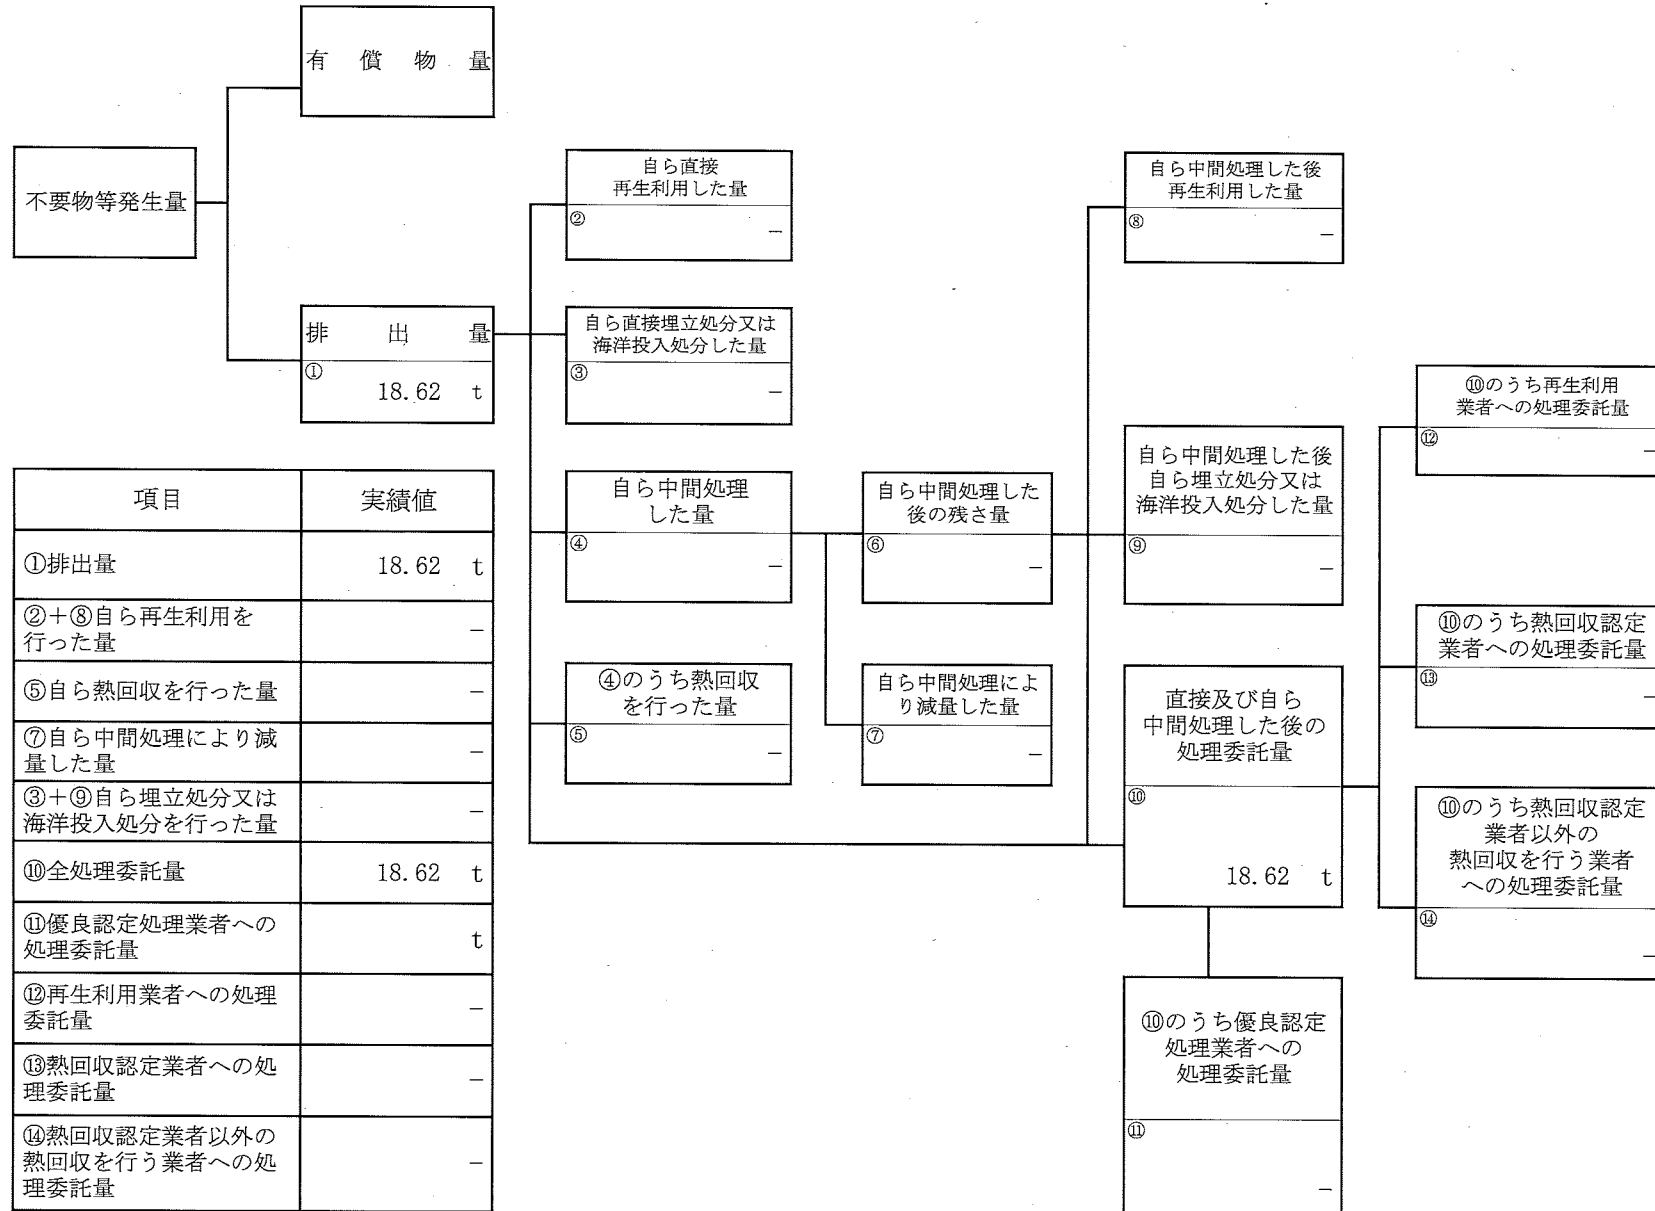 有償物量
不要物等発生量
排出量
①
18.62 t
自ら直接
再生利用した量
②
－
自ら直接埋立処分又は
海洋投入処分した量
③
－
自ら中間処理
した量
④
－
④のうち熱回収
を行った量
⑤
－
自ら中間処理した
後の残さ量
⑥
－
自ら中間処理によ
り減量した量
⑦
－
自ら中間処理した後
再生利用した量
⑧
－
自ら中間処理した後
自ら埋立処分又は
海洋投入処分した量
⑨
－
直接及び自ら
中間処理した後の
処理委託量
⑩
18.62 t
⑩のうち優良認定
処理業者への
処理委託量
⑪
－
⑩のうち再生利用
業者への処理委託量
⑫
－
⑩のうち熱回収認定
業者への処理委託量
⑬
－
⑩のうち熱回収認定
業者以外の
熱回収を行う業者
への処理委託量
⑭
－
項目 実績値
①排出量 18.62 t
②＋⑧自ら再生利用を
行った量 －
⑤自ら熱回収を行った量 －
⑦自ら中間処理により減
量した量 －
③＋⑨自ら埋立処分又は
海洋投入処分を行った量 －
⑩全処理委託量 18.62 t
⑪優良認定処理業者への
処理委託量 t
⑫再生利用業者への処理
委託量 －
⑬熱回収認定業者への処
理委託量 －
⑭熱回収認定業者以外の
熱回収を行う業者への処
理委託量 －